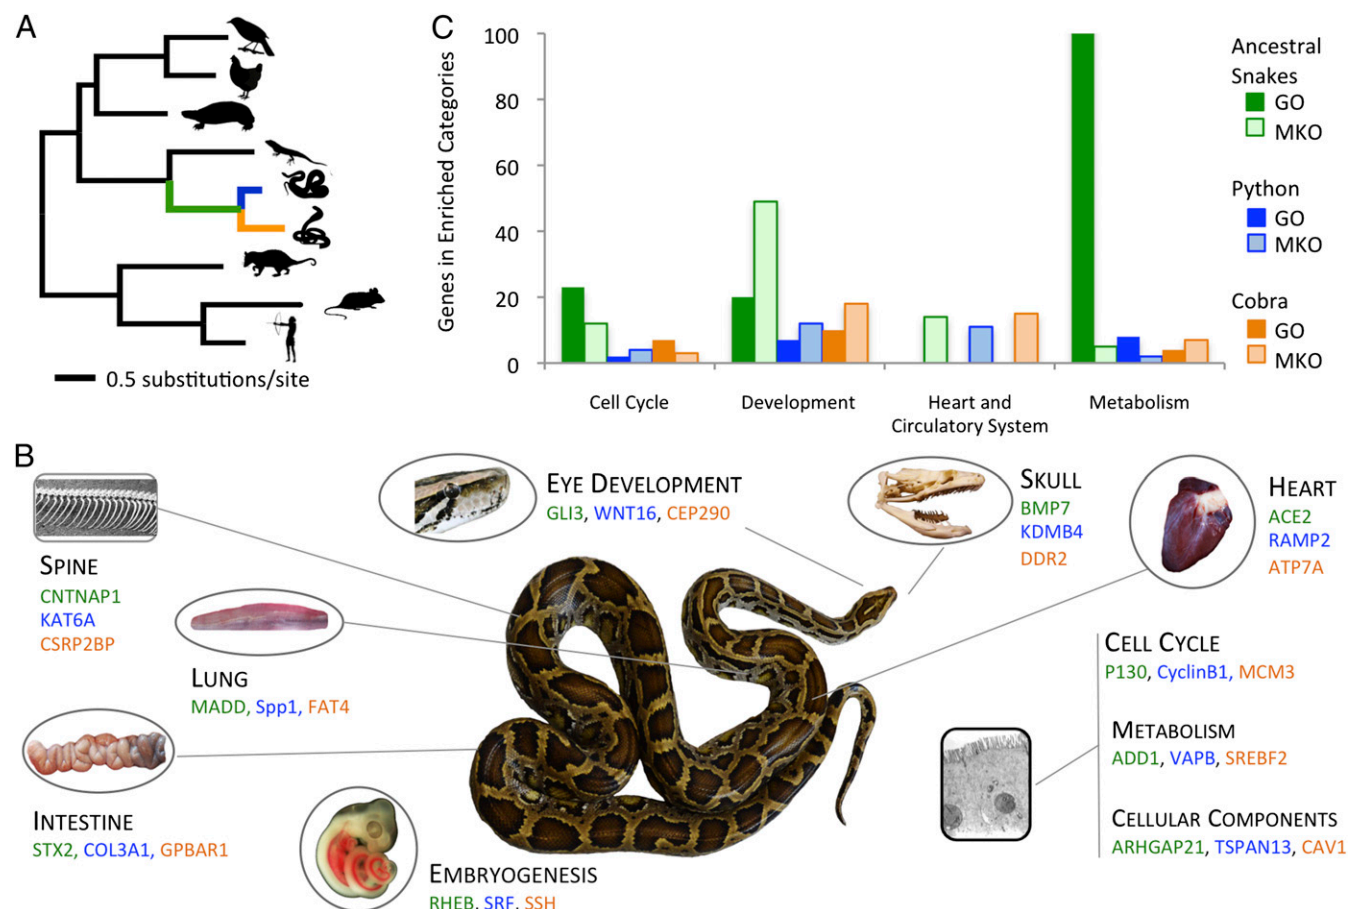 A
0.5 substitutions/site
C
Genes in Enriched Categories
100
80
60
40
20
0
Cell Cycle
Development
Heart and
Circulatory System
Metabolism
Ancestral
Snakes
GO
MKO
Python
GO
MKO
Cobra
GO
MKO
B
SPINE
CNTNAP1
KAT6A
CSRP2BP
LUNG
MADD, Spp1, FAT4
INTESTINE
STX2, COL3A1, GPBAR1
EMBRYOGENESIS
RHEB, SRF, SSH
EYE DEVELOPMENT
GLI3, WNT16, CEP290
SKULL
BMP7
KDMB4
DDR2
HEART
ACE2
RAMP2
ATP7A
CELL CYCLE
P130, CyclinB1, MCM3
METABOLISM
ADD1, VAPB, SREBF2
CELLULAR COMPONENTS
ARHGAP21, TSPAN13, CAV1